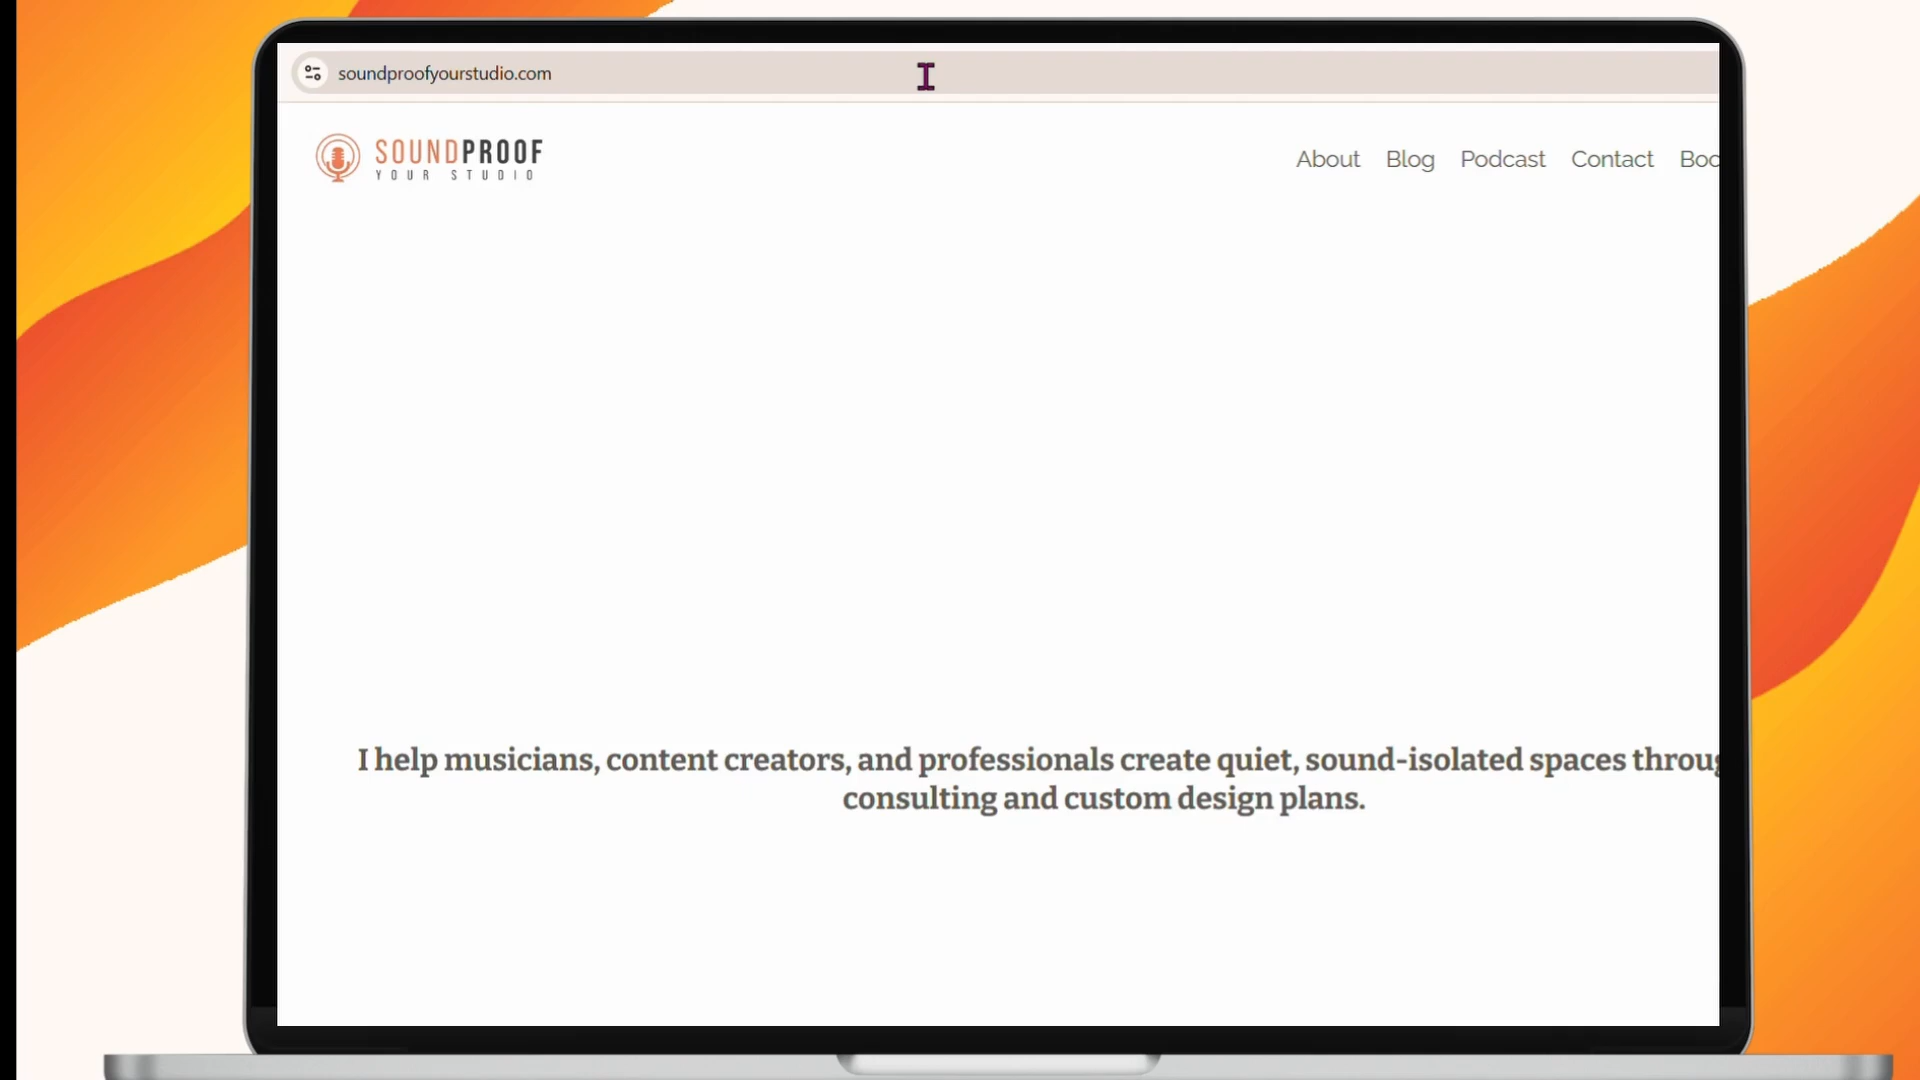 soundproofyourstudio.com
SOUNDPROOF
YOUR STUDIO
About Blog Podcast Contact
I help musicians, content creators, and professionals create quiet, sound-isolated spaces
consulting and custom design plans.